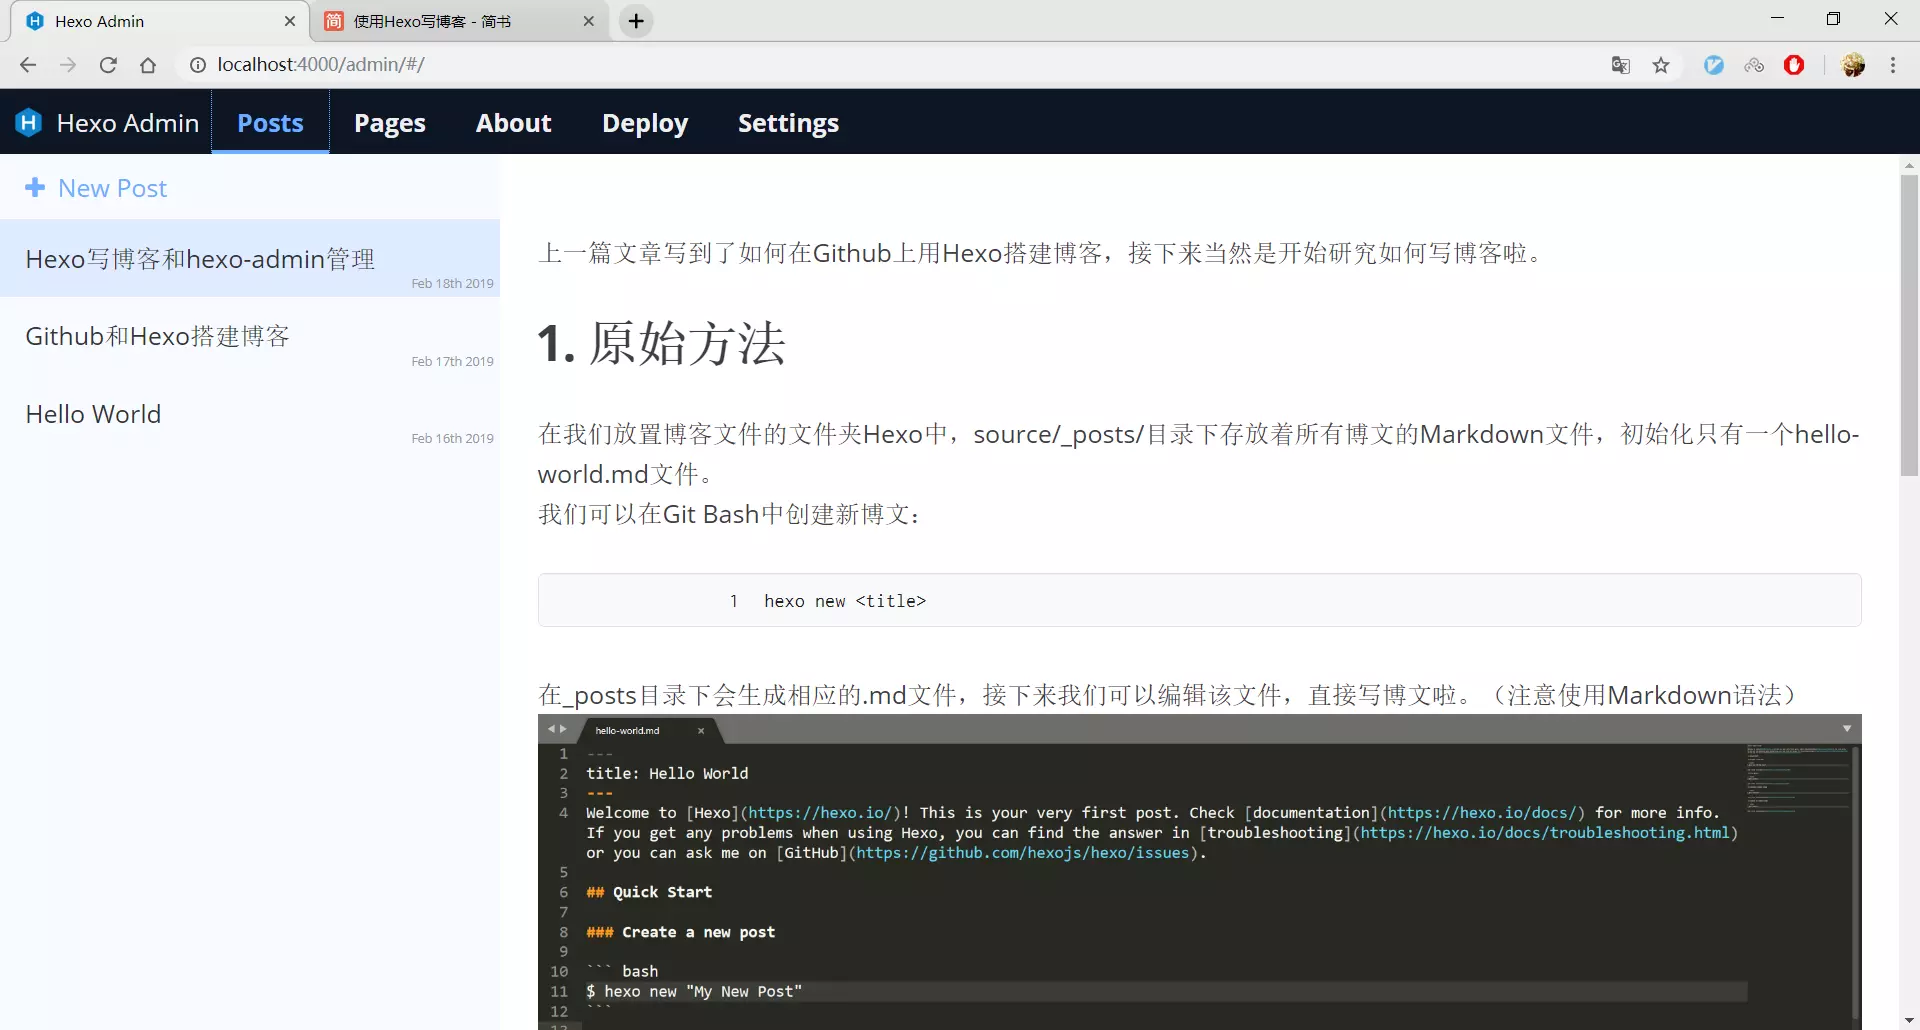 Hexo Admin
使用Hexo写博客 - 简书
localhost:4000/admin/#/
Hexo Admin
Posts
Pages
About
Deploy
Settings
New Post
Hexo写博客和hexo-admin管理
Feb 18th 2019
Github和Hexo搭建博客
Feb 17th 2019
Hello World
Feb 16th 2019
上一篇文章写到了如何在Github上用Hexo搭建博客，接下来当然是开始研究如何写博客啦。
1. 原始方法
在我们放置博客文件的文件夹Hexo中，source/_posts/目录下存放着所有博文的Markdown文件，初始化只有一个hello-
world.md文件。
我们可以在Git Bash中创建新博文：
1 hexo new <title>
在_posts目录下会生成相应的.md文件，接下来我们可以编辑该文件，直接写博文啦。（注意使用Markdown语法）
hello-world.md
1 ---
2 title: Hello World
3 ---
4 Welcome to [Hexo](https://hexo.io/)! This is your very first post. Check [documentation](https://hexo.io/docs/) for more info.
If you get any problems when using Hexo, you can find the answer in [troubleshooting](https://hexo.io/docs/troubleshooting.html)
or you can ask me on [GitHub](https://github.com/hexojs/hexo/issues).
5
6 ## Quick Start
7
8 ### Create a new post
9
10 ``` bash
11 $ hexo new "My New Post"
12 ```
13